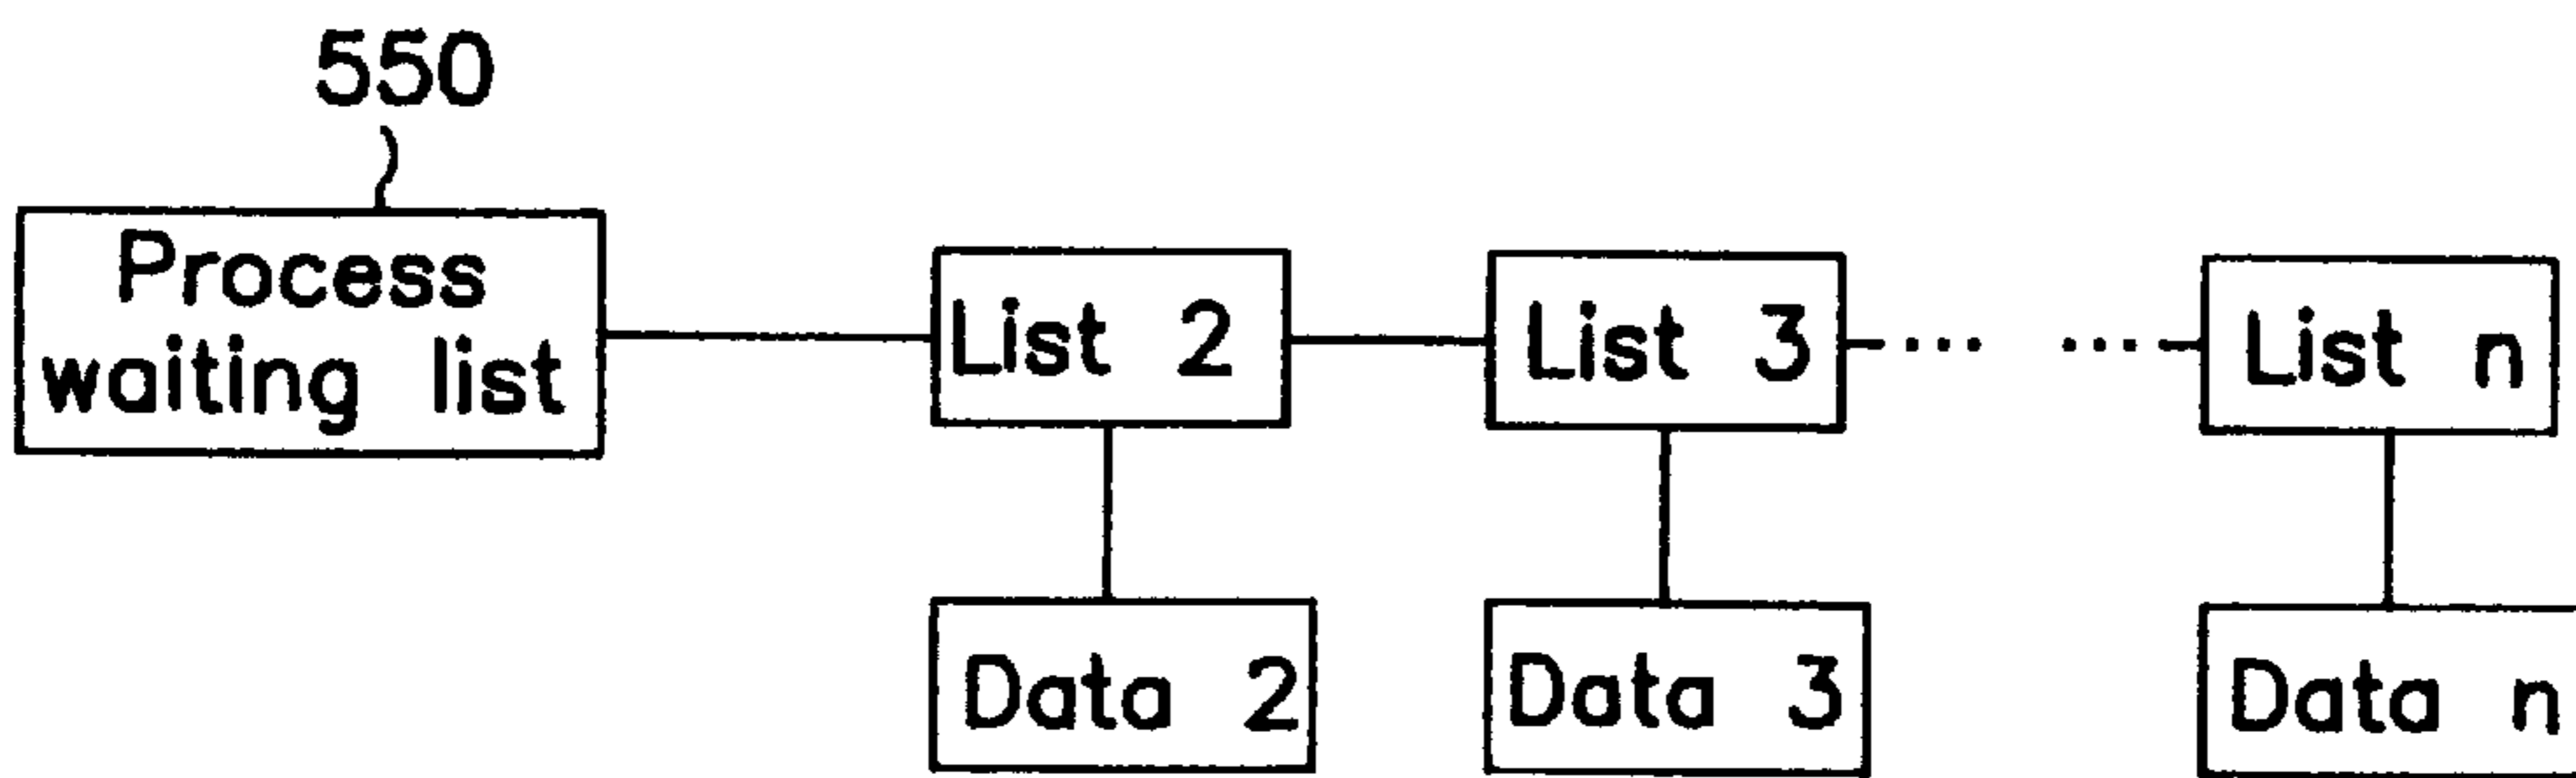 550
Process
waiting list
List 2
List 3
List n
Data 2
Data 3
Data n